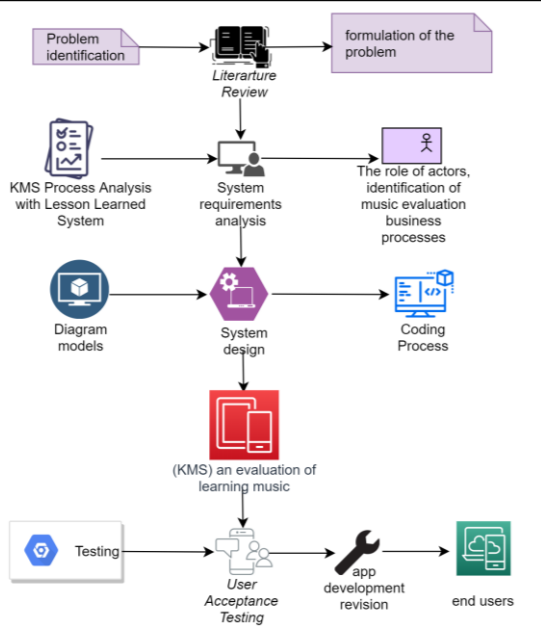 Problem
identification
Literarture
Review
formulation of the
problem
KMS Process Analysis
with Lesson Learned
System
System
requirements
analysis
The role of actors,
identification of
music evaluation
business
processes
Diagram
models
System
design
Coding
Process
(KMS) an evaluation of
learning music
Testing
User
Acceptance
Testing
app
development
revision
end users